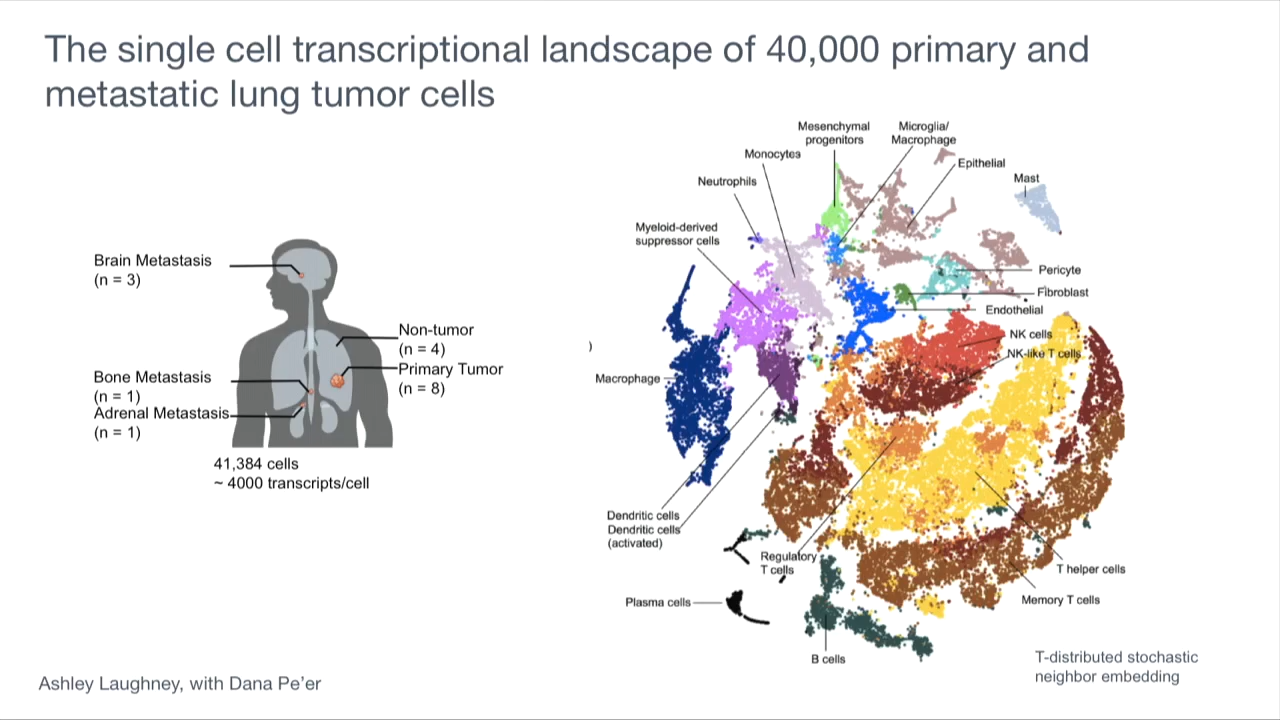 The single cell transcriptional landscape of 40,000 primary and
metastatic lung tumor cells
Brain Metastasis
(n = 3)
Non-tumor
(n = 4)
Primary Tumor
(n = 8)
Bone Metastasis
(n = 1)
Adrenal Metastasis
(n = 1)
41,384 cells
~ 4000 transcripts/cell
)
Mesenchymal
progenitors
Microglia/
Macrophage
Monocytes
Epithelial
Neutrophils
Mast
Myeloid-derived
suppressor cells
Pericyte
Fibroblast
Endothelial
NK cells
NK-like T cells
Macrophage
Dendritic cells
Dendritic cells
(activated)
Regulatory
T cells
T helper cells
Memory T cells
Plasma cells
B cells
T-distributed stochastic
neighbor embedding
Ashley Laughney, with Dana Pe'er